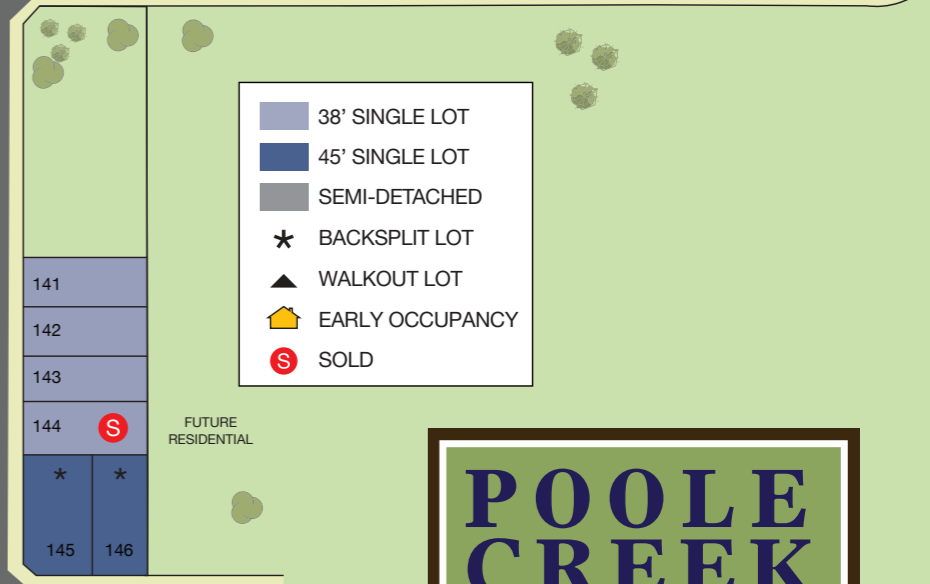 38’ SINGLE LOT
45’ SINGLE LOT
SEMI-DETACHED
* BACKSPLIT LOT
▲ WALKOUT LOT
EARLY OCCUPANCY
S SOLD
141
142
143
144 S
* *
145 146
FUTURE
RESIDENTIAL
POOLE
CREEK